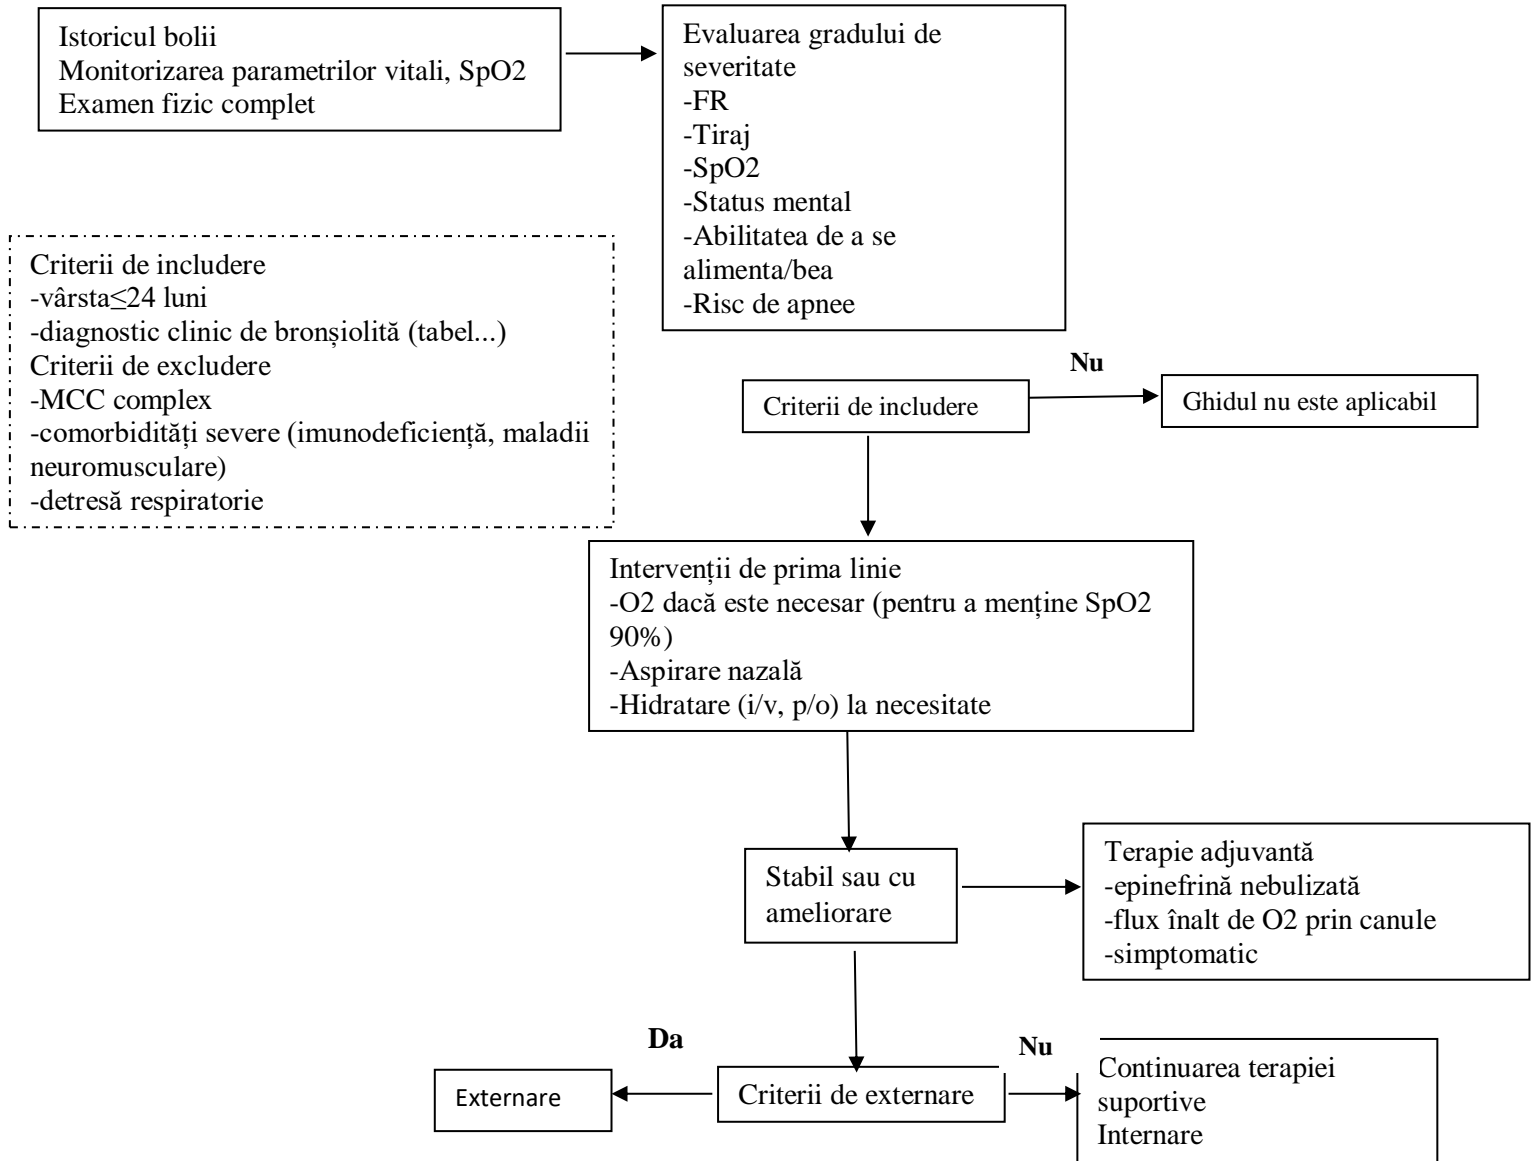 Istoricul bolii
Monitorizarea parametrilor vitali, SpO2
Examen fizic complet
Evaluarea gradului de
severitate
-FR
-Tiraj
-SpO2
-Status mental
-Abilitatea de a se
alimenta/bea
-Risc de apnee
Criterii de includere
-vârsta≤24 luni
-diagnostic clinic de bronșiolită (tabel...)
Criterii de excludere
-MCC complex
-comorbidități severe (imunodeficiență, maladii
neuromusculare)
-detresă respiratorie
Criterii de includere
Nu
Ghidul nu este aplicabil
Intervenții de prima linie
-O2 dacă este necesar (pentru a menține SpO2
90%)
-Aspirare nazală
-Hidratare (i/v, p/o) la necesitate
Stabil sau cu
ameliorare
Terapie adjuvantă
-epinefrină nebulizată
-flux înalt de O2 prin canule
-simptomatic
Da
Nu
Externare
Criterii de externare
Continuarea terapiei
suportive
Internare